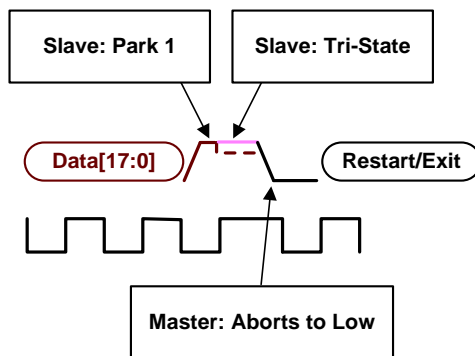 Slave: Park 1
Slave: Tri-State
Data[17:0]
Restart/Exit
Master: Aborts to Low